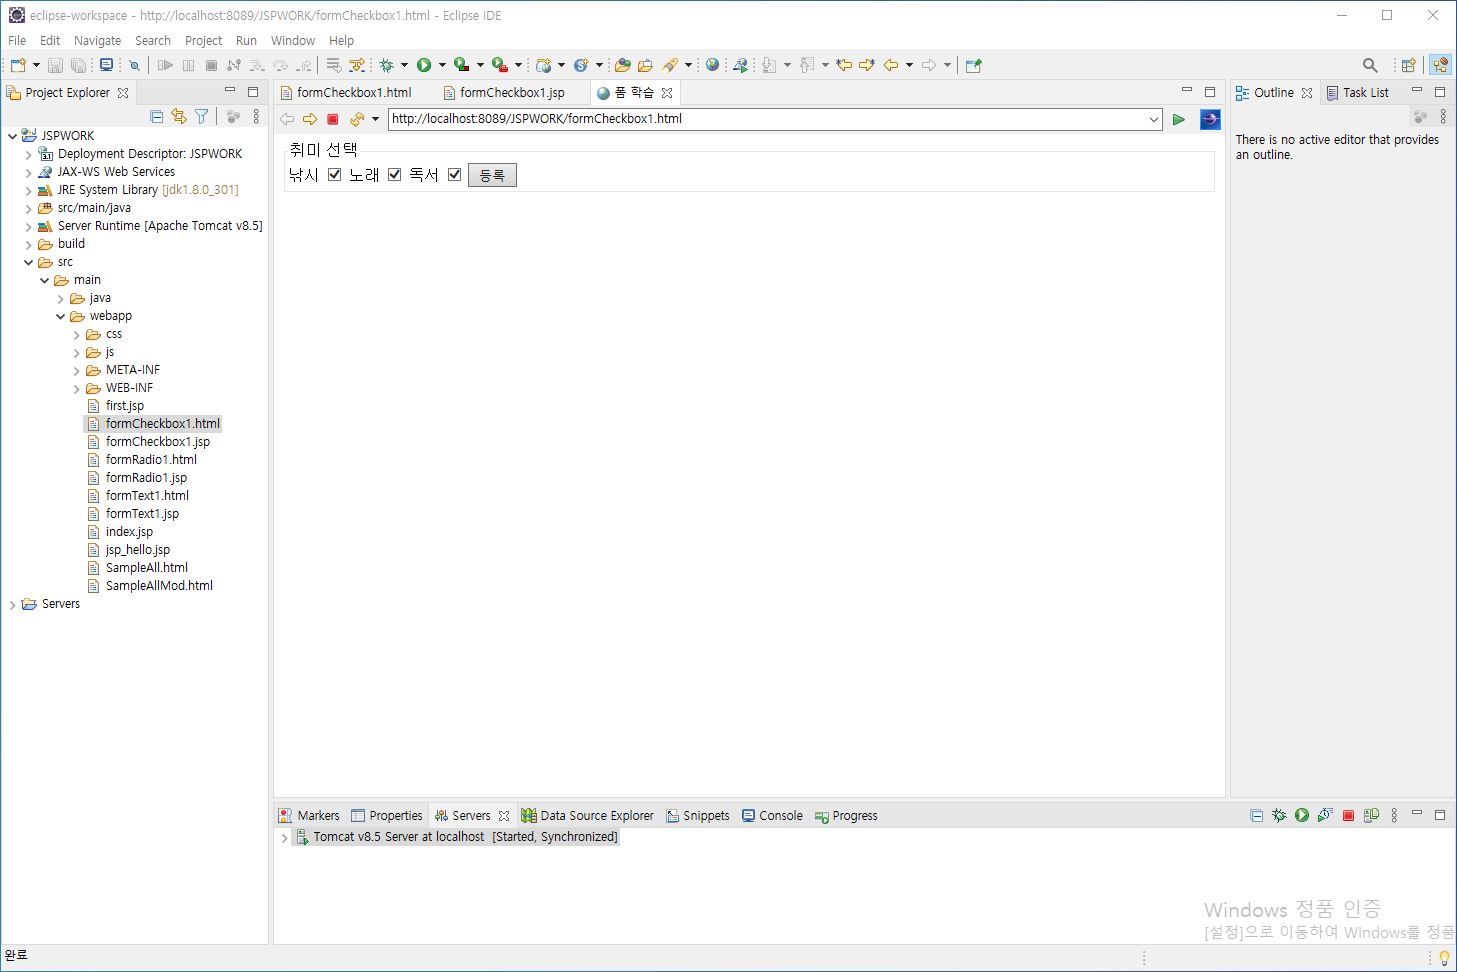 eclipse-workspace - http://localhost:8089/JSPWORK/formCheckbox1.html - Eclipse IDE
File Edit Navigate Search Project Run Window Help
Project Explorer
JSPWORK
Deployment Descriptor: JSPWORK
JAX-WS Web Services
JRE System Library [jdk1.8.0_301]
src/main/java
Server Runtime [Apache Tomcat v8.5]
build
src
main
java
webapp
css
js
META-INF
WEB-INF
first.jsp
formCheckbox1.html
formCheckbox1.jsp
formRadio1.html
formRadio1.jsp
formText1.html
formText1.jsp
index.jsp
jsp_hello.jsp
SampleAll.html
SampleAllMod.html
Servers
formCheckbox1.html formCheckbox1.jsp 폼 학습
http://localhost:8089/JSPWORK/formCheckbox1.html
취미 선택
낚시 노래 독서 등록
Outline Task List
There is no active editor that provides
an outline.
Markers Properties Servers Data Source Explorer Snippets Console Progress
Tomcat v8.5 Server at localhost [Started, Synchronized]
Windows 정품 인증
[설정]으로 이동하여 Windows를 정품
완료